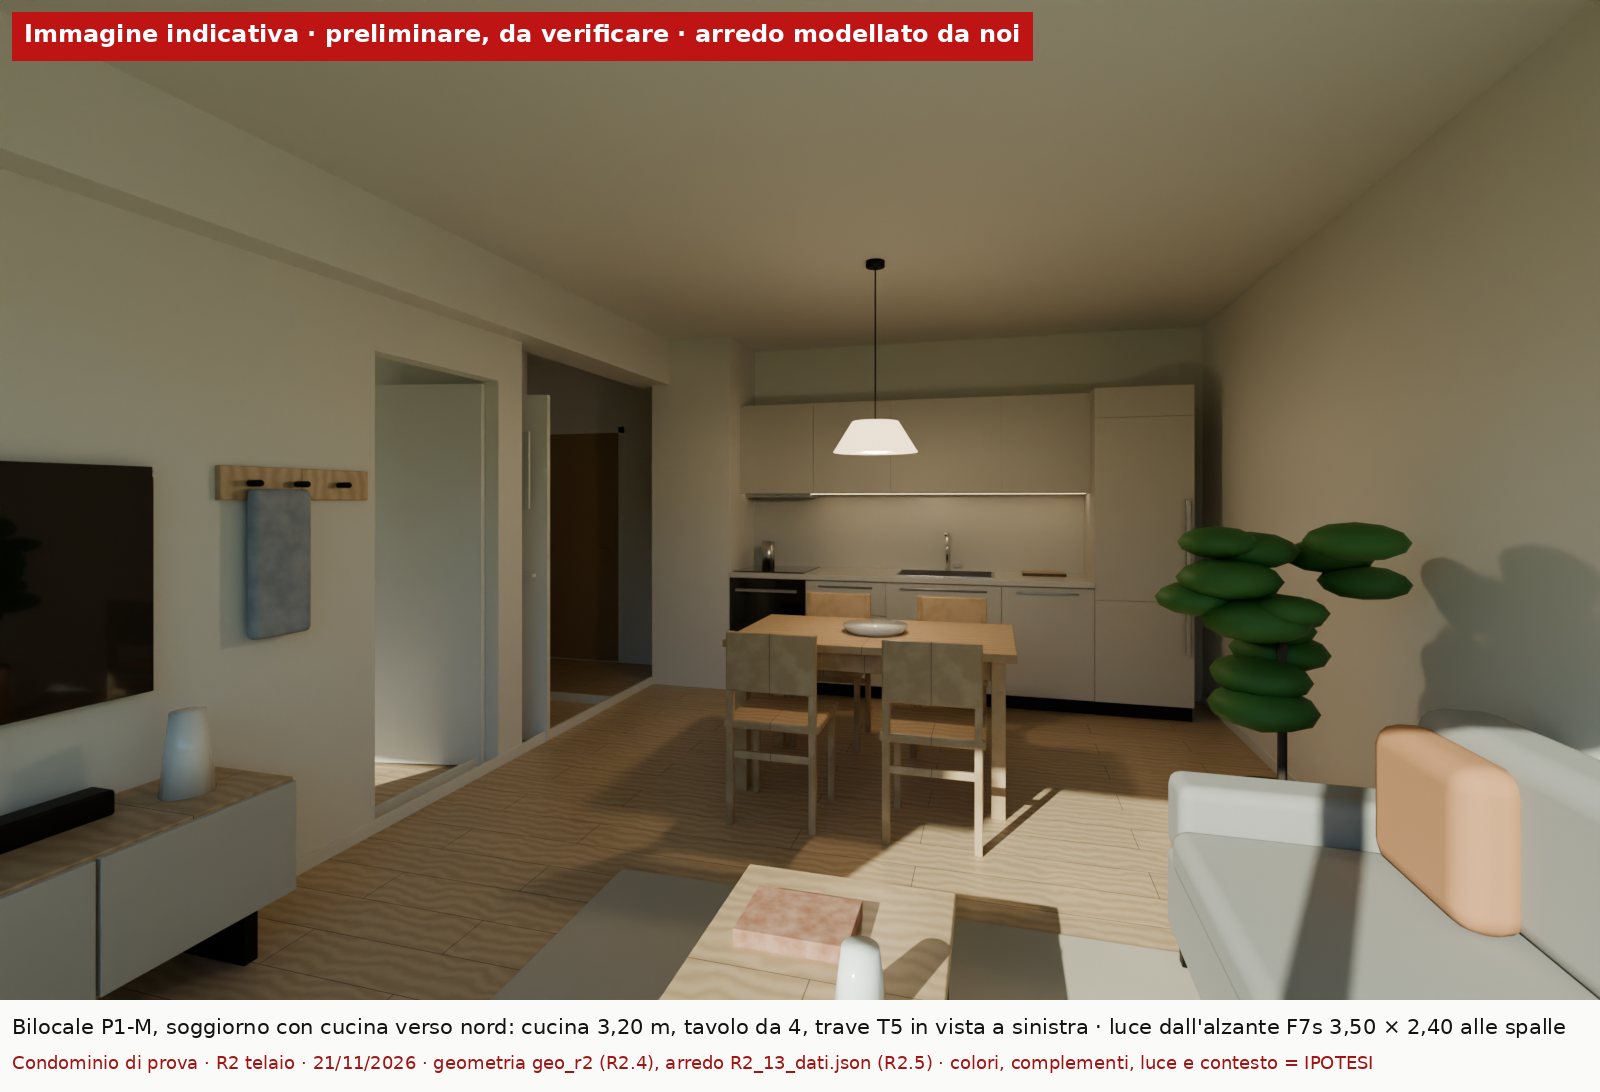 Immagine indicativa · preliminare, da verificare · arredo modellato da noi
Bilocale P1-M, soggiorno con cucina verso nord: cucina 3,20 m, tavolo da 4, trave T5 in vista a sinistra · luce dall'alzante F7s 3,50 × 2,40 alle spalle
Condominio di prova · R2 telaio · 21/11/2026 · geometria geo_r2 (R2.4), arredo R2_13_dati.json (R2.5) · colori, complementi, luce e contesto = IPOTESI